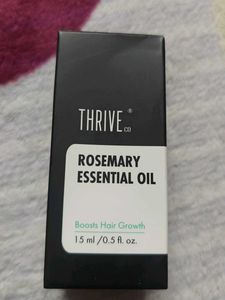 THRIVE®
CO
ROSEMARY
ESSENTIAL OIL
Boosts Hair Growth
15 ml /0.5 fl. oz.